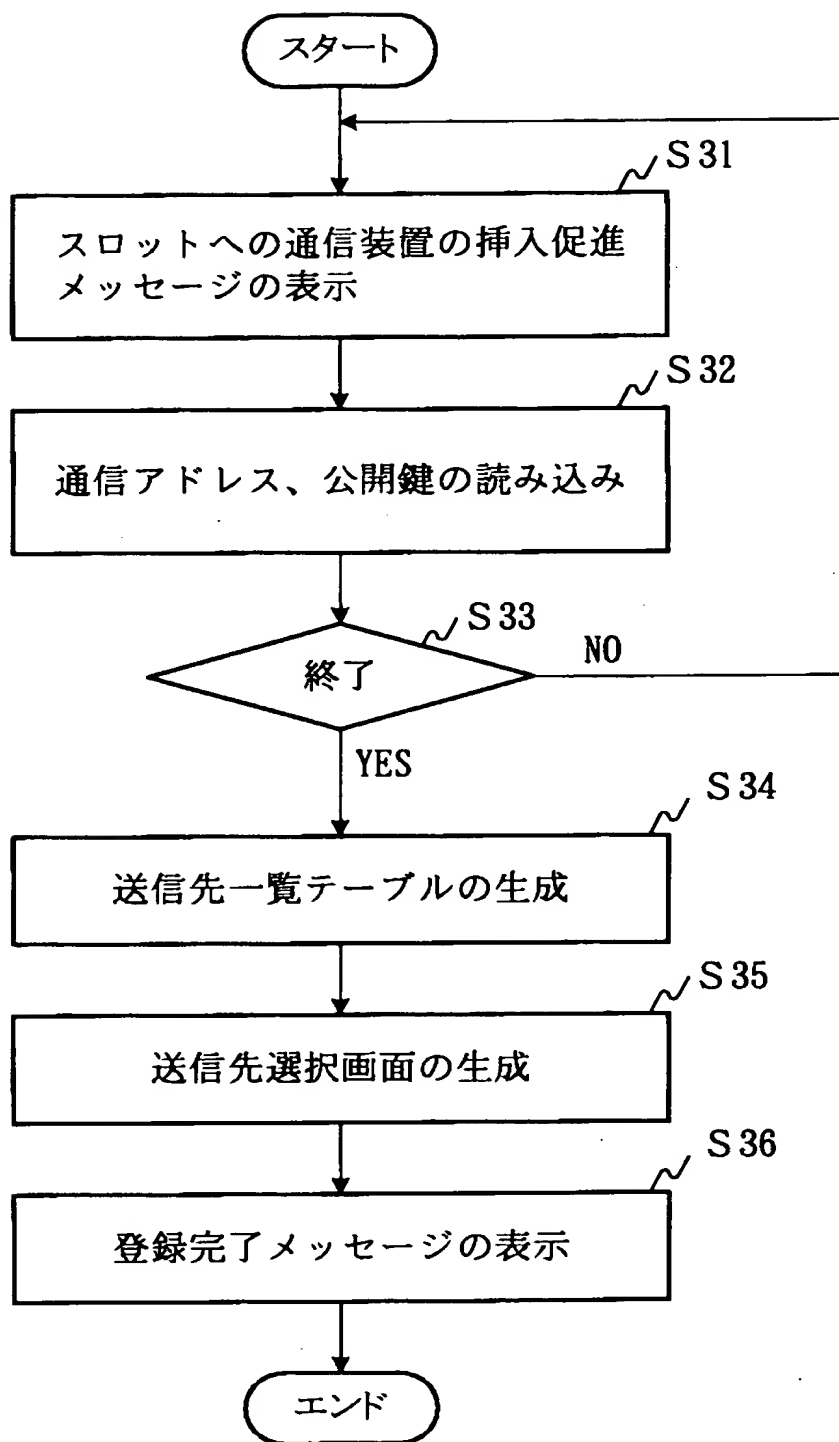 スタート
S31
スロットへの通信装置の挿入促進
メッセージの表示
S32
通信アドレス、公開鍵の読み込み
S33
終了
NO
YES
S34
送信先一覧テーブルの生成
S35
送信先選択画面の生成
S36
登録完了メッセージの表示
エンド